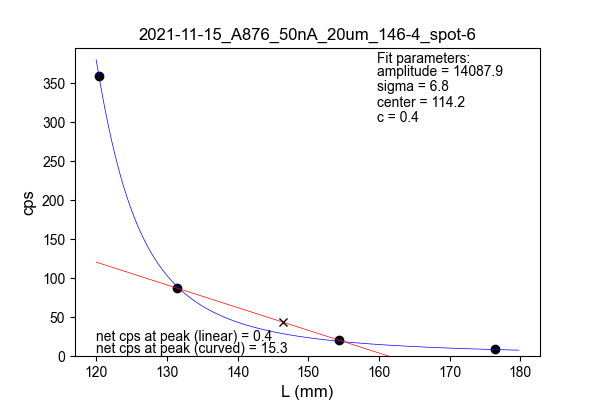 2021-11-15_A876_50nA_20um_146-4_spot-6
Fit parameters:
amplitude = 14087.9
sigma = 6.8
center = 114.2
c = 0.4
350
300
250
200
150
100
50
0
cps
net cps at peak (linear) = 0.4
net cps at peak (curved) = 15.3
120 130 140 150 160 170 180
L (mm)